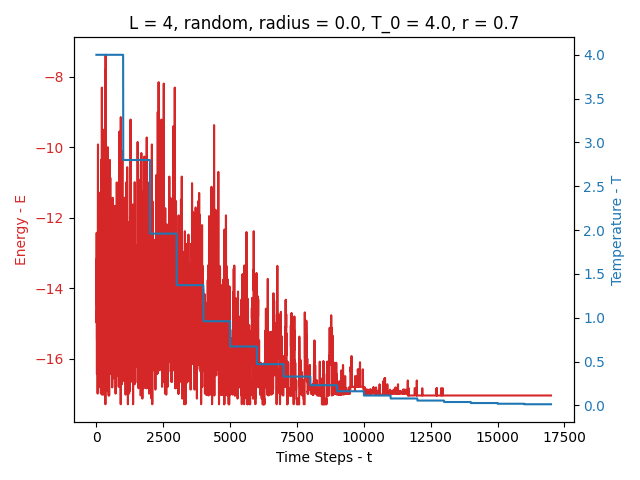 L = 4, random, radius = 0.0, T_0 = 4.0, r = 0.7
Energy - E
−8
−10
−12
−14
−16
Temperature - T
4.0
3.5
3.0
2.5
2.0
1.5
1.0
0.5
0.0
0 2500 5000 7500 10000 12500 15000 17500
Time Steps - t